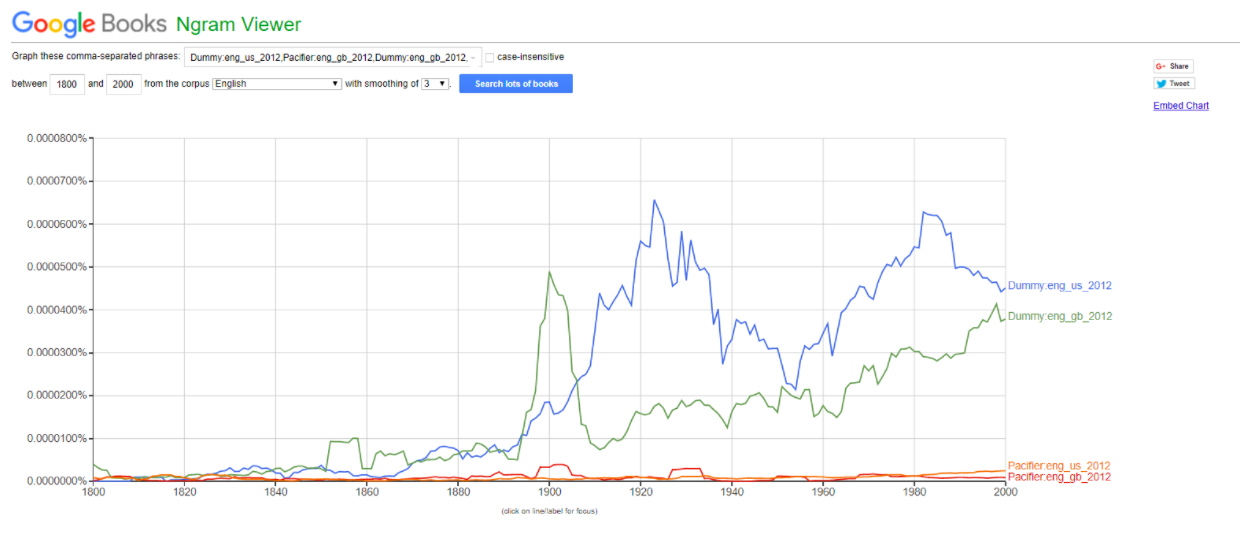 Google Books Ngram Viewer
Graph these comma-separated phrases: Dummy:eng_us_2012,Pacifier:eng_gb_2012,Dummy:eng_gb_2012, case-insensitive
between 1800 and 2000 from the corpus English with smoothing of 3 . Search lots of books
G+ Share
Tweet
Embed Chart
0.0000800%
0.0000700%
0.0000600%
0.0000500%
0.0000400%
0.0000300%
0.0000200%
0.0000100%
0.0000000%
Dummy:eng_us_2012
Dummy:eng_gb_2012
Pacifier:eng_us_2012
Pacifier:eng_gb_2012
1800 1820 1840 1860 1880 1900 1920 1940 1960 1980 2000
(click on line/label for focus)